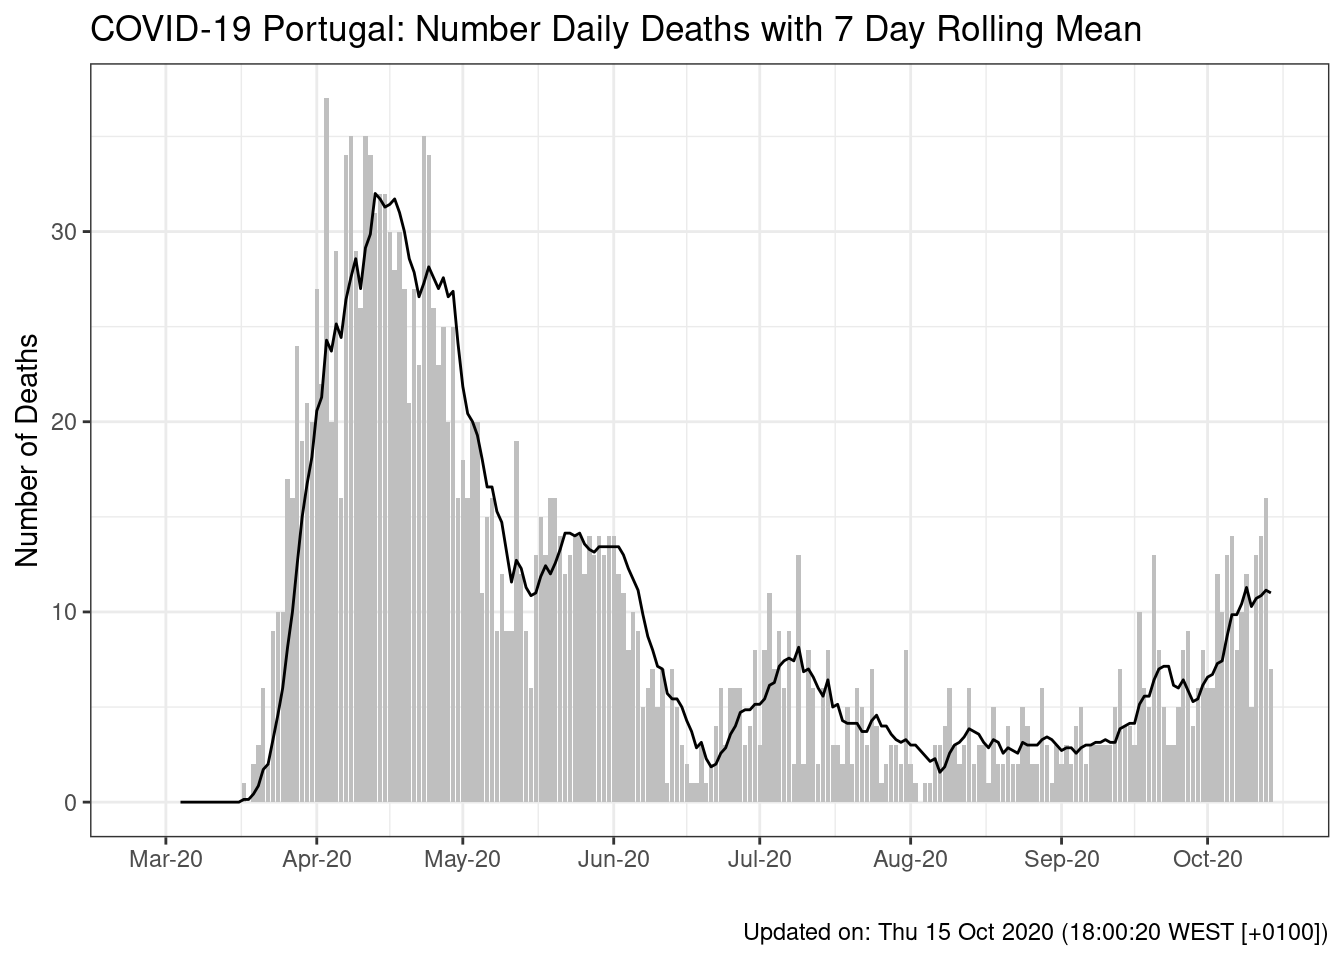 COVID-19 Portugal: Number Daily Deaths with 7 Day Rolling Mean
Number of Deaths
30
20
10
0
Mar-20 Apr-20 May-20 Jun-20 Jul-20 Aug-20 Sep-20 Oct-20
Updated on: Thu 15 Oct 2020 (18:00:20 WEST [+0100])